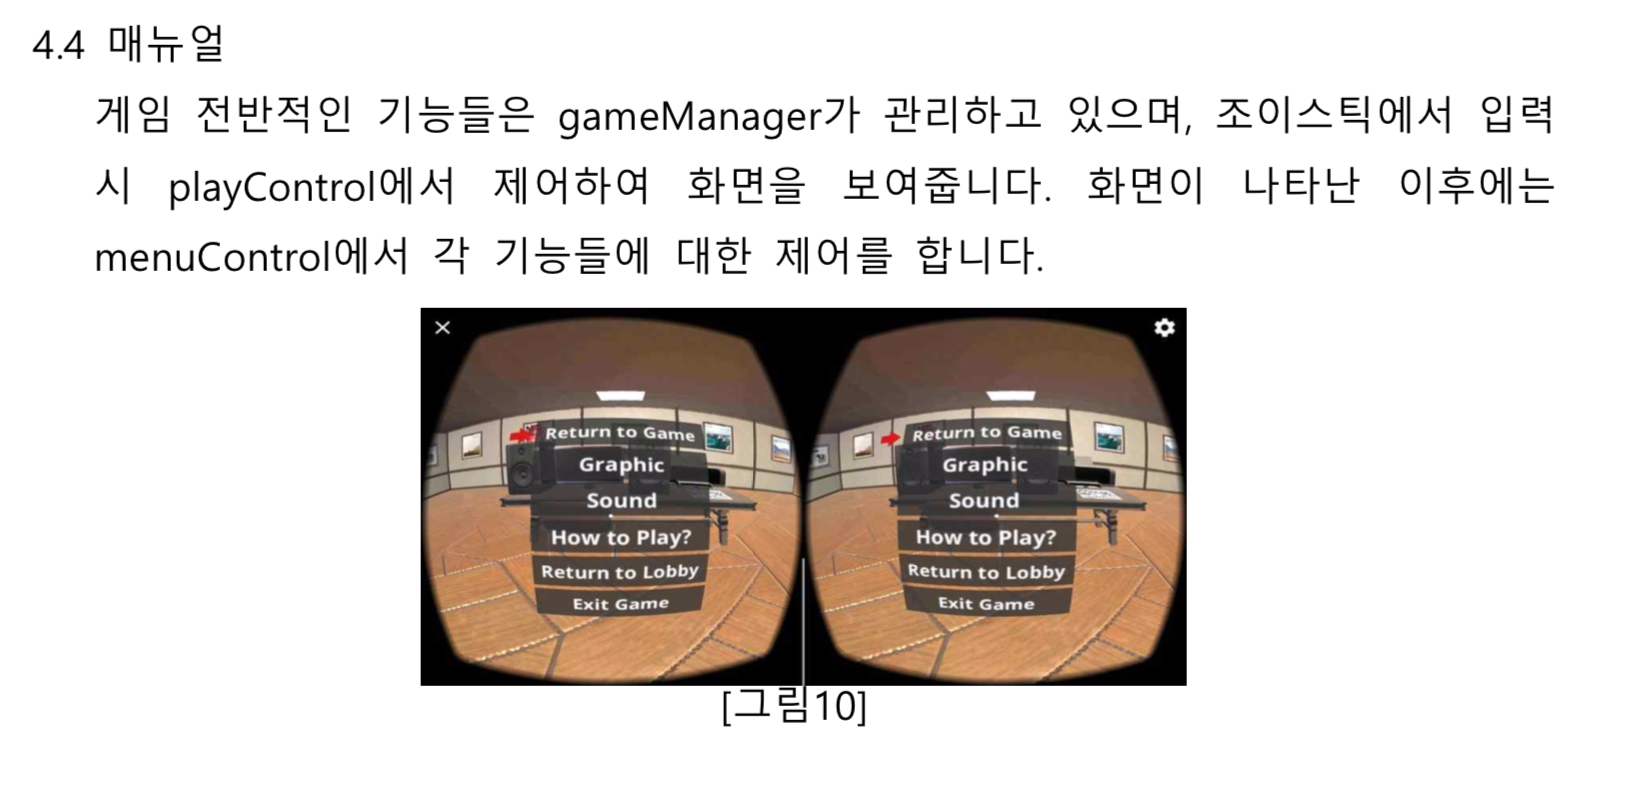 4.4 매뉴얼
게임 전반적인 기능들은 gameManager가 관리하고 있으며, 조이스틱에서 입력
시 playControl에서 제어하여 화면을 보여줍니다. 화면이 나타난 이후에는
menuControl에서 각 기능들에 대한 제어를 합니다.
Return to Game
Graphic
Sound
How to Play?
Return to Lobby
Exit Game
Return to Game
Graphic
Sound
How to Play?
Return to Lobby
Exit Game
[그림10]